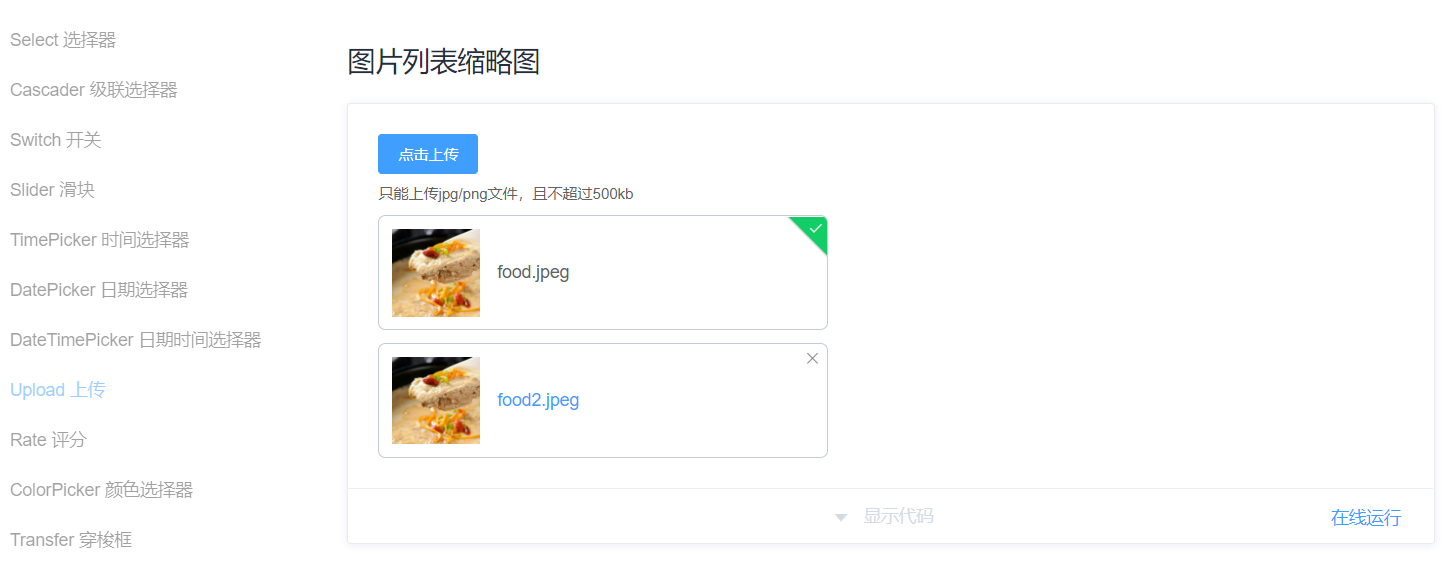 Select 选择器
Cascader 级联选择器
Switch 开关
Slider 滑块
TimePicker 时间选择器
DatePicker 日期选择器
DateTimePicker 日期时间选择器
Upload 上传
Rate 评分
ColorPicker 颜色选择器
Transfer 穿梭框
图片列表缩略图
点击上传
只能上传jpg/png文件，且不超过500kb
food.jpeg
food2.jpeg
显示代码
在线运行